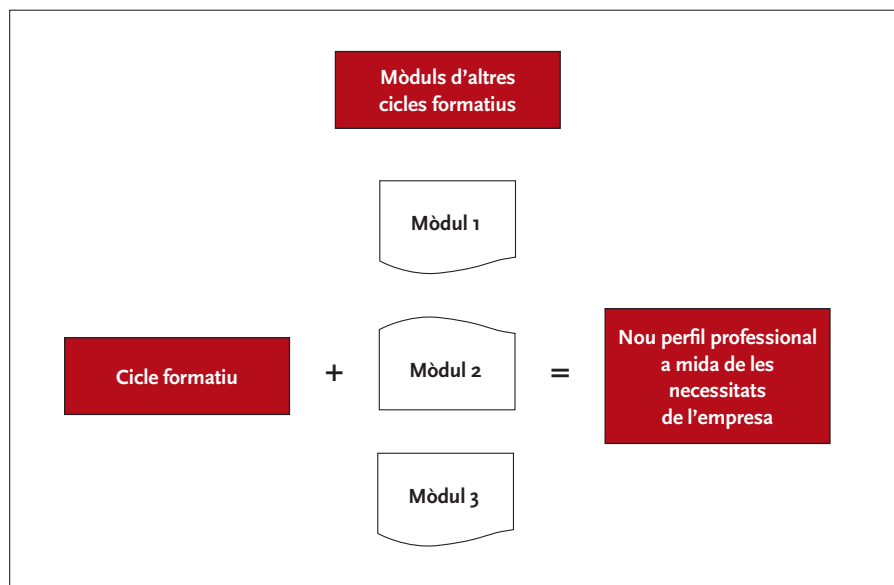 Mòduls d'altres
cicles formatius
Mòdul 1
Cicle formatiu
+
Mòdul 2
=
Nou perfil professional
a mida de les
necessitats
de l'empresa
Mòdul 3